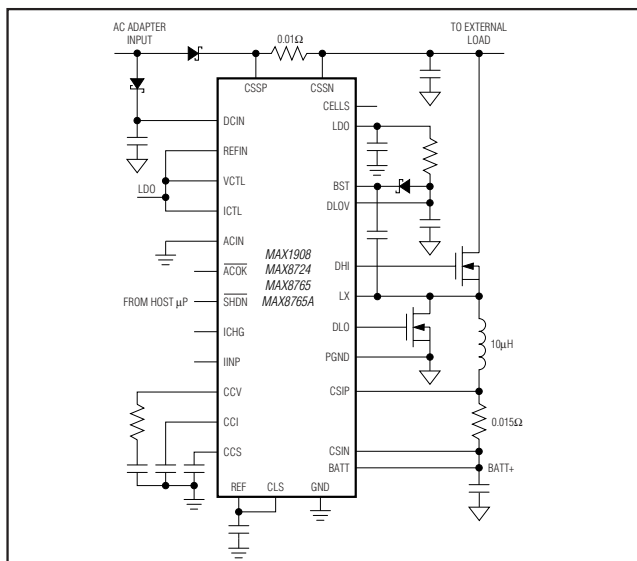 AC ADAPTER
INPUT
0.01Ω
TO EXTERNAL
LOAD
CSSP
CSSN
CELLS
DCIN
LDO
REFIN
VCTL
LDO
BST
ICTL
DLOV
ACIN
MAX1908
MAX8724
MAX8765
MAX8765A
DHI
ACOK
LX
FROM HOST µP
SHDN
ICHG
DLO
IINP
PGND
10µH
CCV
CSIP
CCI
0.015Ω
CCS
CSIN
BATT
BATT+
REF
CLS
GND